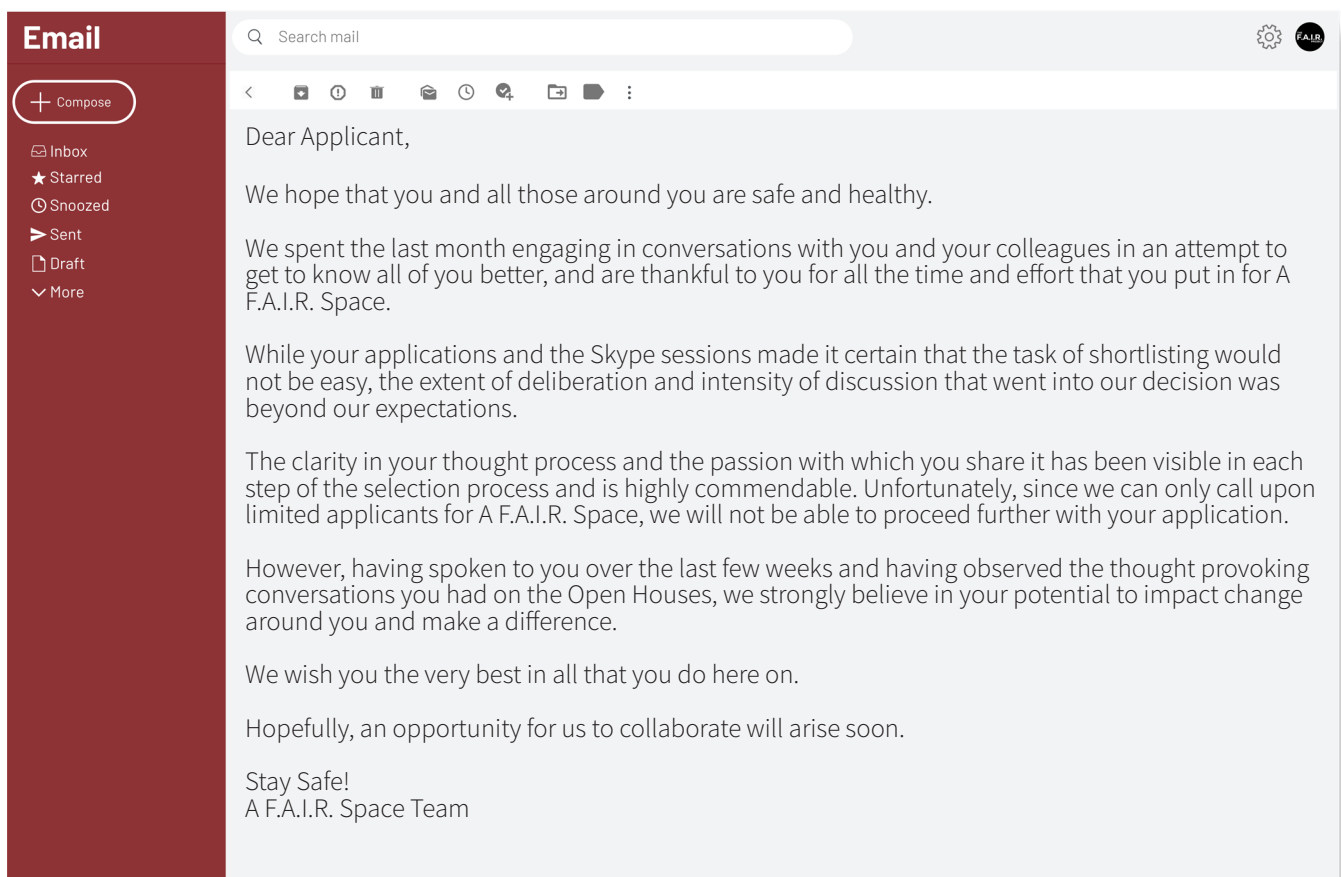 Email
Search mail
F.A.I.R.
Compose
Inbox
Starred
Snoozed
Sent
Draft
More
Dear Applicant,
We hope that you and all those around you are safe and healthy.
We spent the last month engaging in conversations with you and your colleagues in an attempt to
get to know all of you better, and are thankful to you for all the time and effort that you put in for A
F.A.I.R. Space.
While your applications and the Skype sessions made it certain that the task of shortlisting would
not be easy, the extent of deliberation and intensity of discussion that went into our decision was
beyond our expectations.
The clarity in your thought process and the passion with which you share it has been visible in each
step of the selection process and is highly commendable. Unfortunately, since we can only call upon
limited applicants for A F.A.I.R. Space, we will not be able to proceed further with your application.
However, having spoken to you over the last few weeks and having observed the thought provoking
conversations you had on the Open Houses, we strongly believe in your potential to impact change
around you and make a difference.
We wish you the very best in all that you do here on.
Hopefully, an opportunity for us to collaborate will arise soon.
Stay Safe!
A F.A.I.R. Space Team